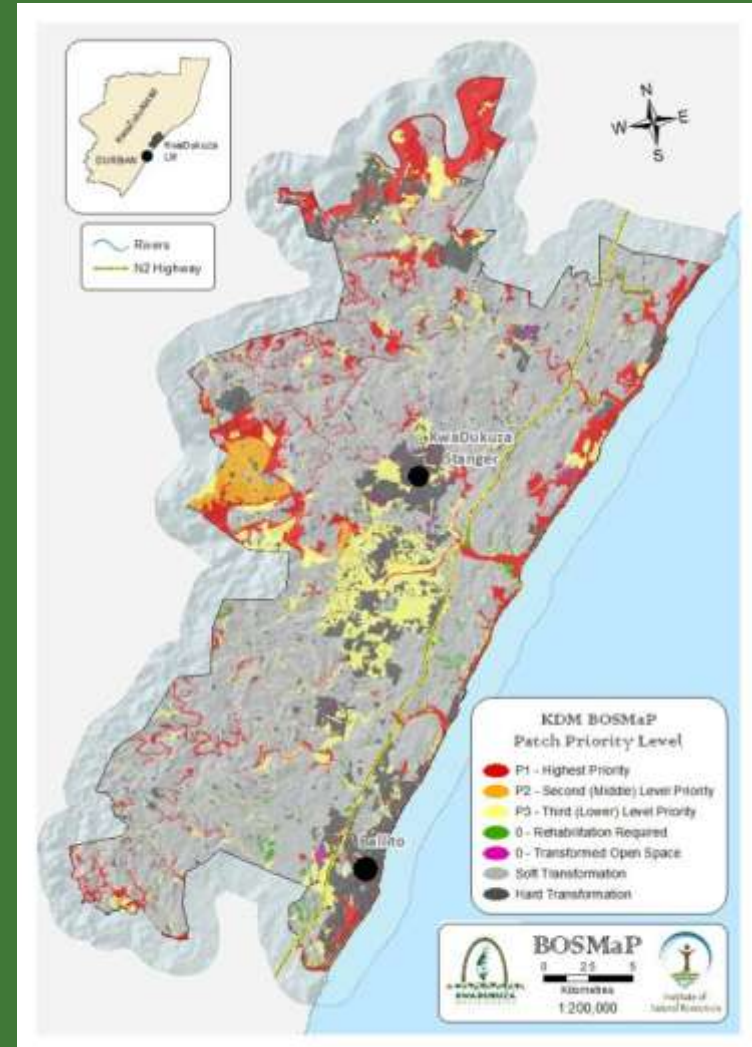 KwaZulu-Natal
KwaDukuza
LM
DURBAN
N
W
E
S
Rivers
N2 Highway
KwaDukuza
Stanger
Ballito
KDM BOSMaP
Patch Priority Level
P1 - Highest Priority
P2 - Second (Middle) Level Priority
P3 - Third (Lower) Level Priority
0 - Rehabilitation Required
0 - Transformed Open Space
Soft Transformation
Hard Transformation
BOSMaP
0 2.5 5
Kilometres
1:200,000
KWADUKUZA
Institute of
Natural Resources